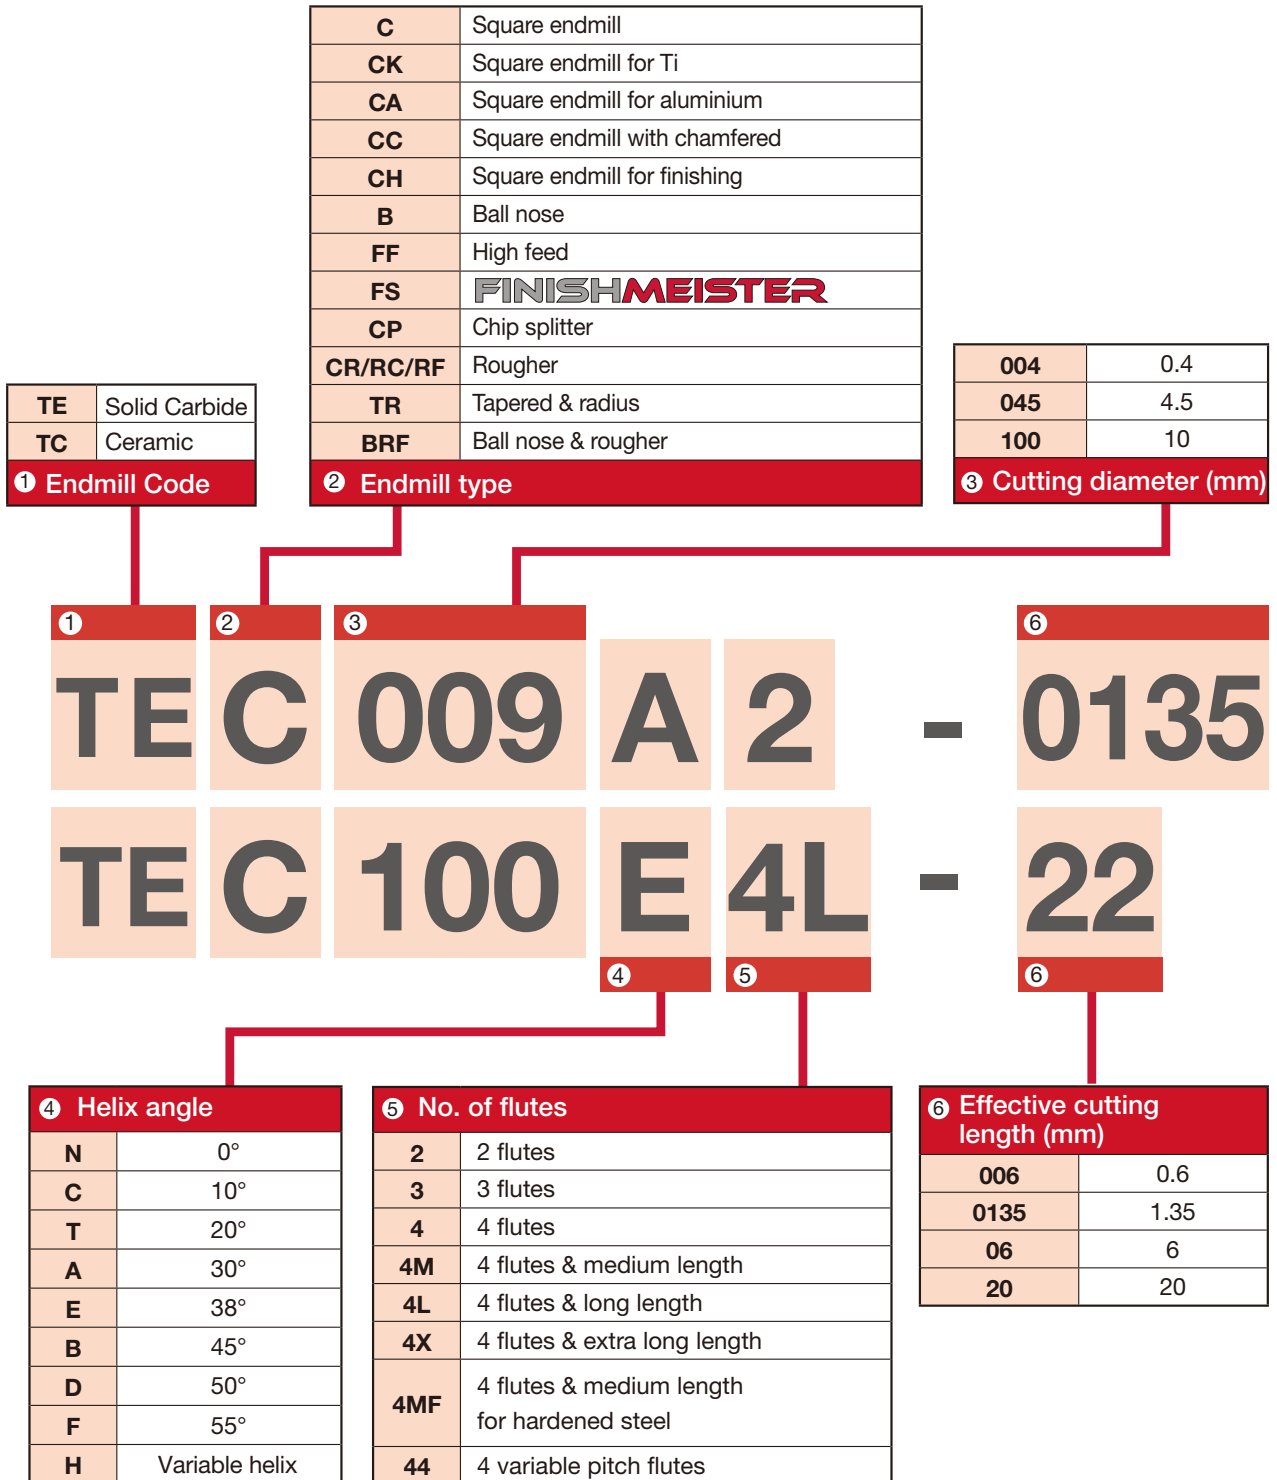 C Square endmill
CK Square endmill for Ti
CA Square endmill for aluminium
CC Square endmill with chamfered
CH Square endmill for finishing
B Ball nose
FF High feed
FS FINISHMEISTER
CP Chip splitter
CR/RC/RF Rougher
TR Tapered & radius
BRF Ball nose & rougher
② Endmill type
TE Solid Carbide
TC Ceramic
① Endmill Code
004 0.4
045 4.5
100 10
③ Cutting diameter (mm)
① ② ③ ⑥
TE C 009 A 2 - 0135
TE C 100 E 4L - 22
④ ⑤ ⑥
④ Helix angle
N 0°
C 10°
T 20°
A 30°
E 38°
B 45°
D 50°
F 55°
H Variable helix
⑤ No. of flutes
2 2 flutes
3 3 flutes
4 4 flutes
4M 4 flutes & medium length
4L 4 flutes & long length
4X 4 flutes & extra long length
4MF 4 flutes & medium length
for hardened steel
44 4 variable pitch flutes
⑥ Effective cutting
length (mm)
006 0.6
0135 1.35
06 6
20 20